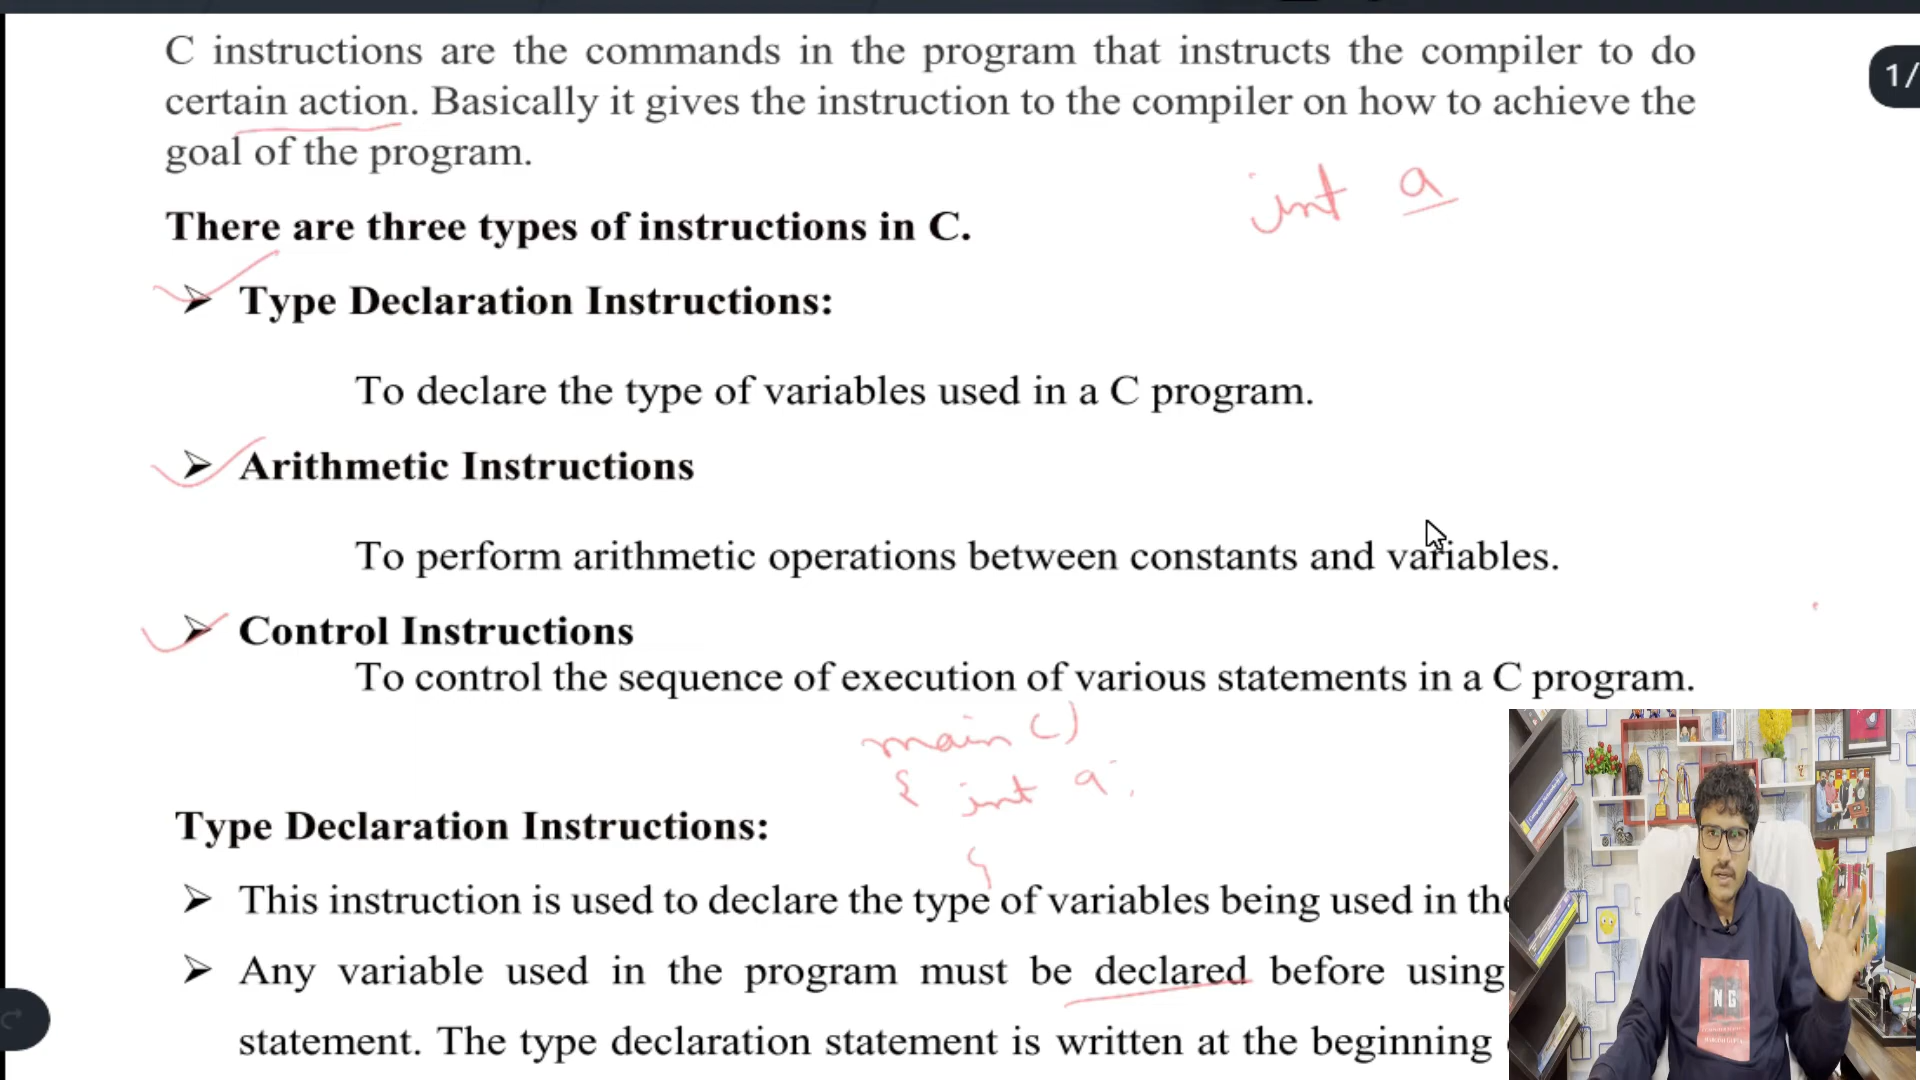 C instructions are the commands in the program that instructs the compiler to do
certain action. Basically it gives the instruction to the compiler on how to achieve the
goal of the program.
1/
int a
There are three types of instructions in C.
➢ Type Declaration Instructions:
To declare the type of variables used in a C program.
➢ Arithmetic Instructions
To perform arithmetic operations between constants and variables.
➢ Control Instructions
To control the sequence of execution of various statements in a C program.
main ()
{ int a;
Type Declaration Instructions:
➢ This instruction is used to declare the type of variables being used in the
➢ Any variable used in the program must be declared before using
statement. The type declaration statement is written at the beginning
NG